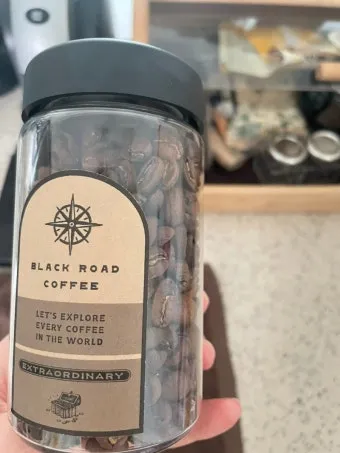 BLACK ROAD
COFFEE
LET'S EXPLORE
EVERY COFFEE
IN THE WORLD
EXTRAORDINARY